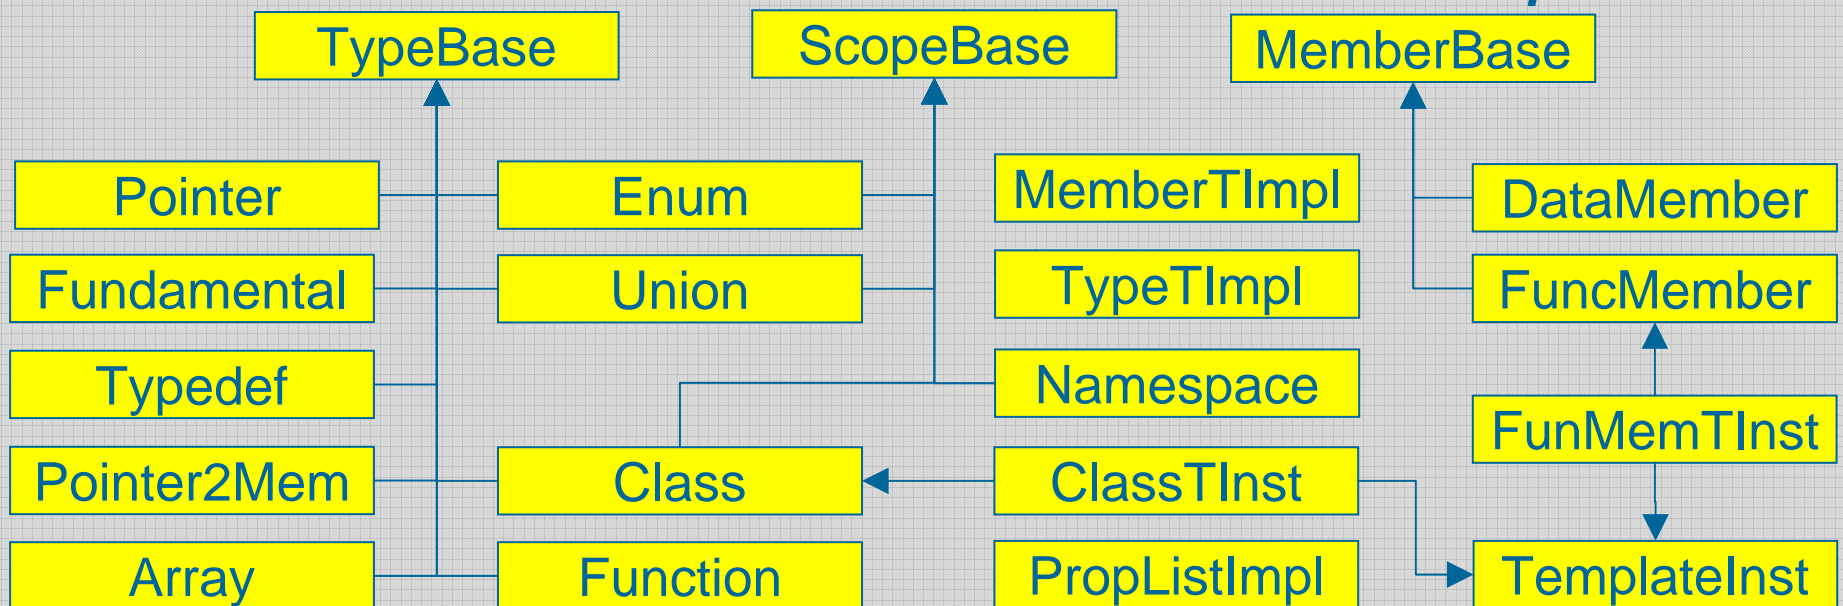 TypeBase
ScopeBase
MemberBase
Pointer
Enum
MemberTImpl
DataMember
Fundamental
Union
TypeTImpl
FuncMember
Typedef
Namespace
FunMemTInst
Pointer2Mem
Class
ClassTInst
Array
Function
PropListImpl
TemplateInst